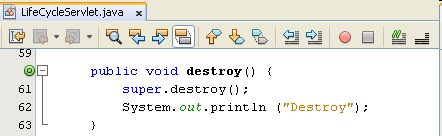 LifeCycleServlet.java
59
public void destroy() {
61 super.destroy();
62 System.out.println ("Destroy");
63 }